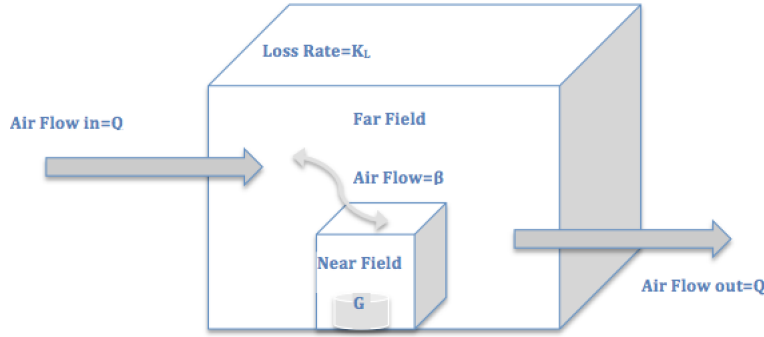 Loss Rate=KL
Far Field
Air Flow in=Q
Air Flow=β
Near Field
G
Air Flow out=Q